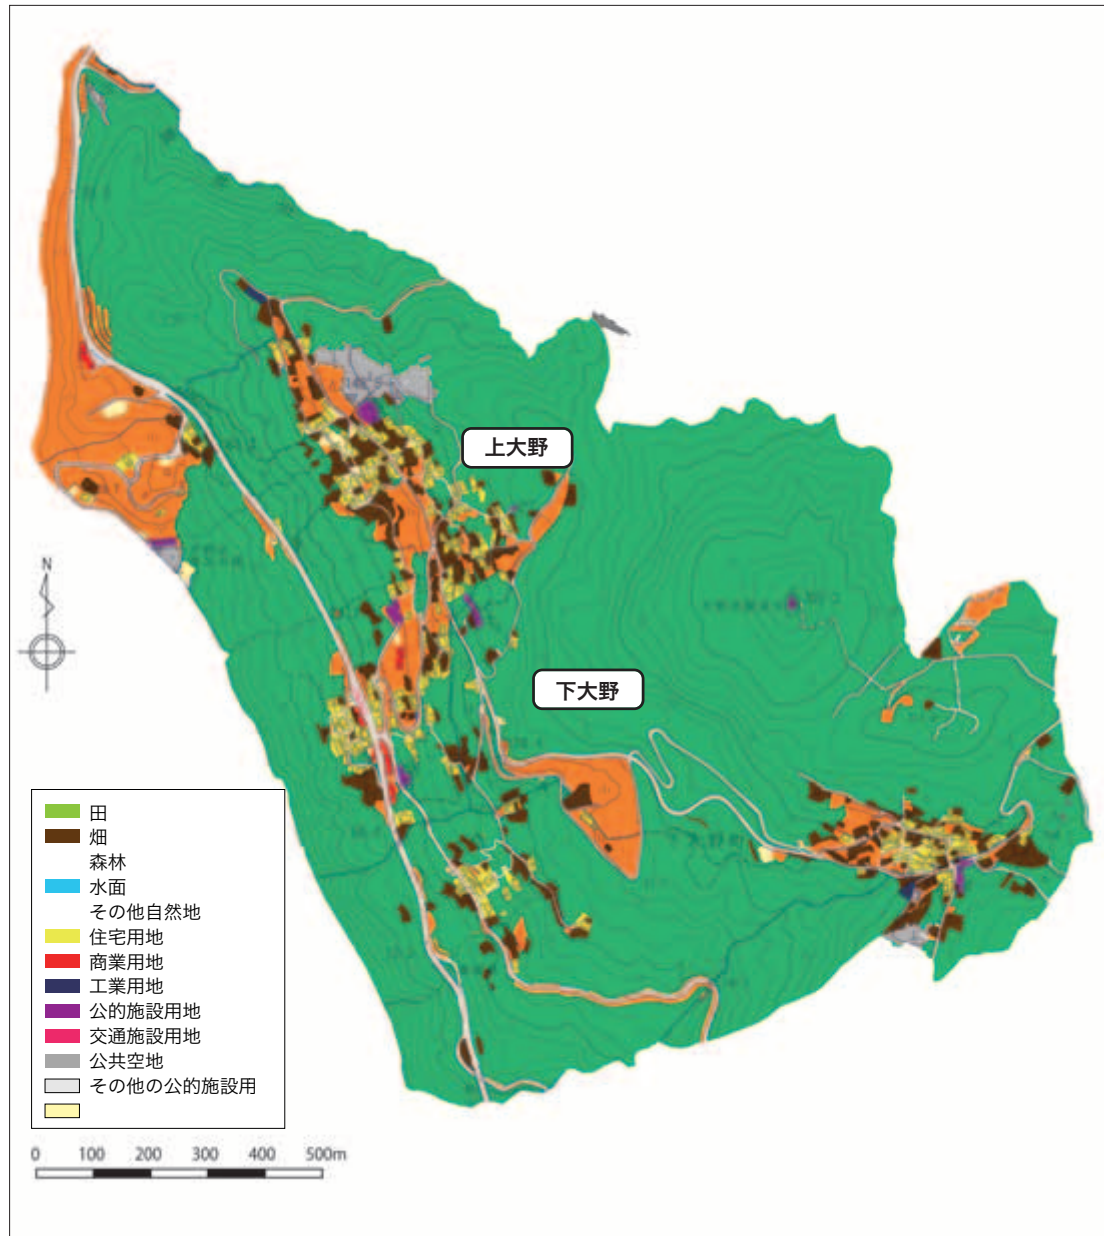 上大野
下大野
N
田
畑
森林
水面
その他自然地
住宅用地
商業用地
工業用地
公的施設用地
交通施設用地
公共空地
その他の公的施設用
0 100 200 300 400 500m